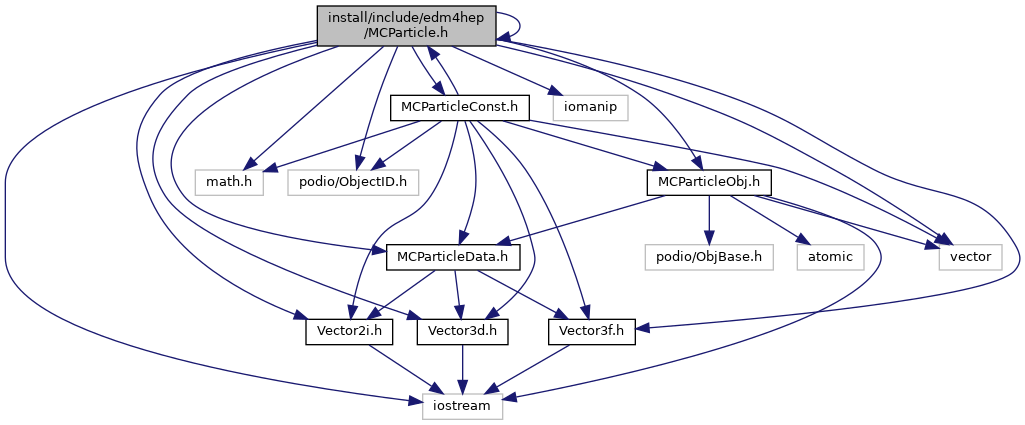 install/include/edm4hep
/MCParticle.h
MCParticleConst.h
iomanip
math.h
podio/ObjectID.h
MCParticleObj.h
MCParticleData.h
podio/ObjBase.h
atomic
vector
Vector2i.h
Vector3d.h
Vector3f.h
iostream